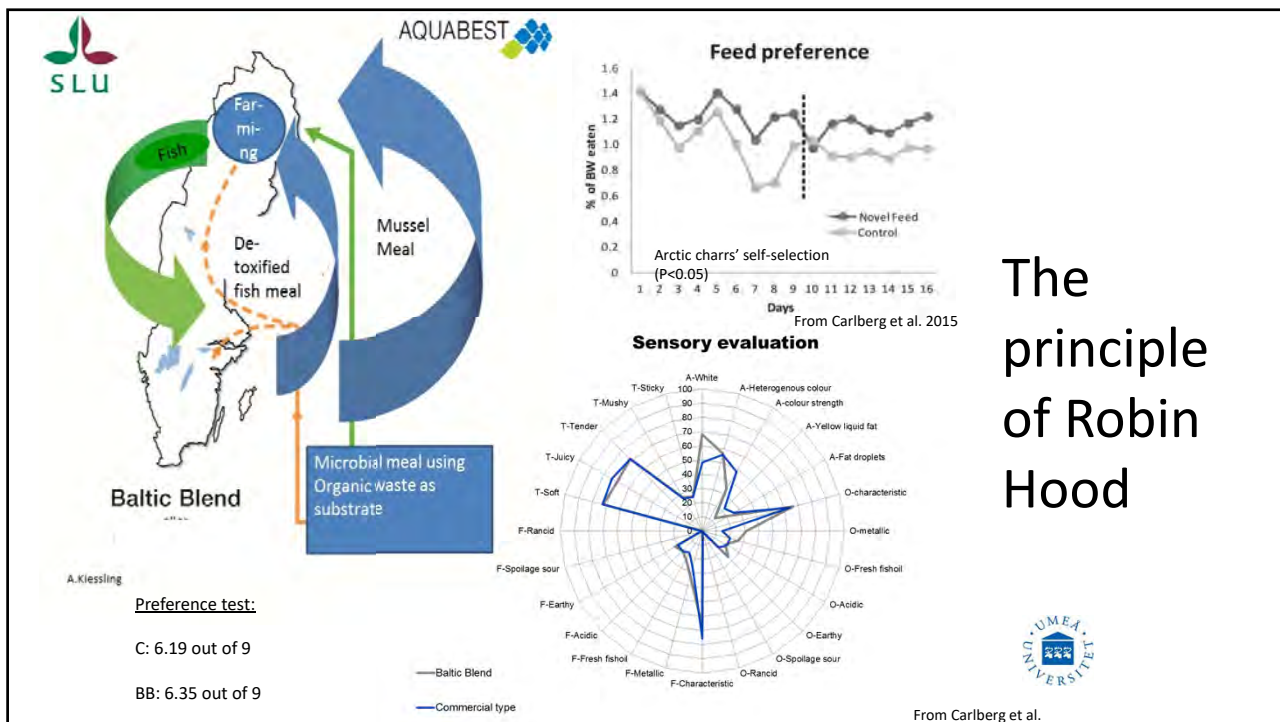 SLU
AQUABEST
Far-
mi-
ng
Fish
De-
toxified
fish meal
Mussel
Meal
Microbial meal using
Organic waste as
substrate
Baltic Blend
A.Kiessling
Preference test:
C: 6.19 out of 9
BB: 6.35 out of 9
Feed preference
% of BW eaten
1.6
1.4
1.2
1.0
0.8
0.6
0.4
0.2
0
Novel Feed
Control
Arctic charrs’ self-selection
(P<0.05)
1 2 3 4 5 6 7 8 9 10 11 12 13 14 15 16
Days
From Carlberg et al. 2015
Sensory evaluation
A-White
A-Heterogenous colour
A-colour strength
A-Yellow liquid fat
A-Fat droplets
O-characteristic
O-metallic
O-Fresh fishoil
O-Acidic
O-Earthy
O-Spoilage sour
O-Rancid
F-Characteristic
F-Metallic
F-Fresh fishoil
F-Acidic
F-Earthy
F-Spoilage sour
F-Rancid
T-Soft
T-Juicy
T-Tender
T-Mushy
T-Sticky
100
90
80
70
60
50
40
30
20
10
0
Baltic Blend
Commercial type
From Carlberg et al.
The
principle
of Robin
Hood
UMEÅ
UNIVERSITET